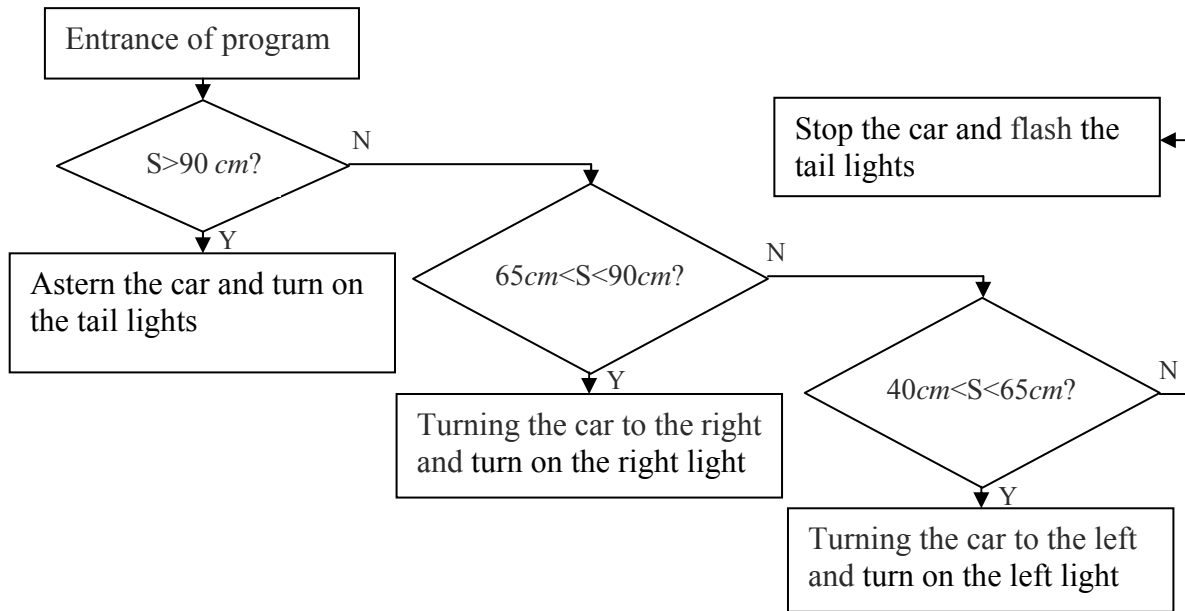 Entrance of program
S>90 cm?
N
Y
Astern the car and turn on
the tail lights
65cm<S<90cm?
N
Y
Turning the car to the right
and turn on the right light
40cm<S<65cm?
N
Y
Turning the car to the left
and turn on the left light
Stop the car and flash the
tail lights